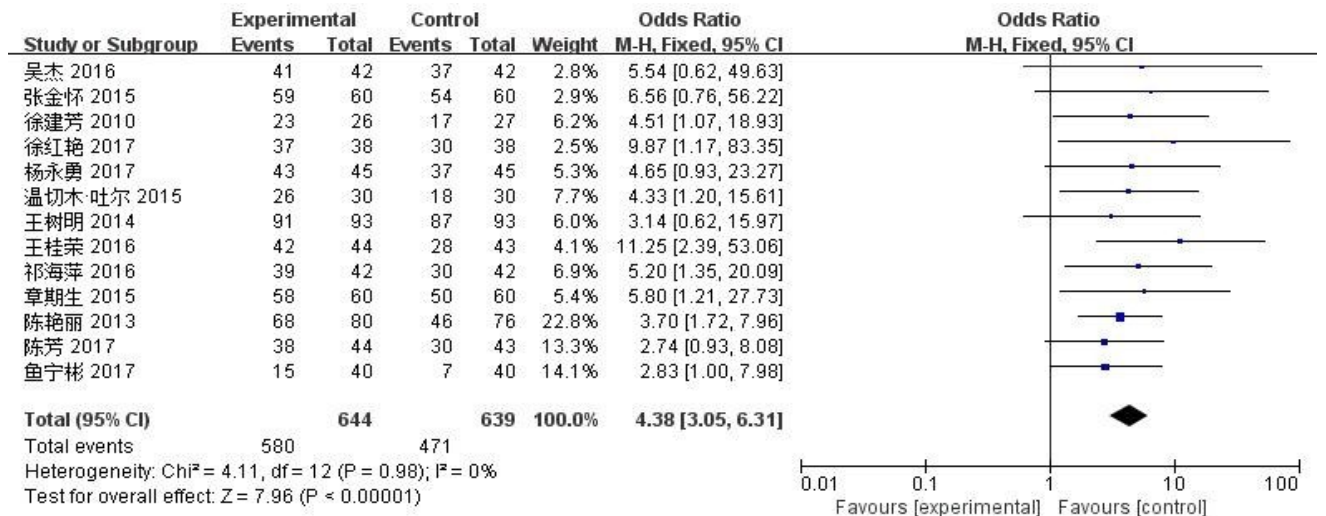 Experimental Control Odds Ratio Odds Ratio
Study or Subgroup Events Total Events Total Weight M-H, Fixed, 95% CI M-H, Fixed, 95% CI
吴杰 2016 41 42 37 42 2.8% 5.54 [0.62, 49.63]
张金怀 2015 59 60 54 60 2.9% 6.56 [0.76, 56.22]
徐建芳 2010 23 26 17 27 6.2% 4.51 [1.07, 18.93]
徐红艳 2017 37 38 30 38 2.5% 9.87 [1.17, 83.35]
杨永勇 2017 43 45 37 45 5.3% 4.65 [0.93, 23.27]
温切木·吐尔 2015 26 30 18 30 7.7% 4.33 [1.20, 15.61]
王树明 2014 91 93 87 93 6.0% 3.14 [0.62, 15.97]
王桂荣 2016 42 44 28 43 4.1% 11.25 [2.39, 53.06]
祁海萍 2016 39 42 30 42 6.9% 5.20 [1.35, 20.09]
章期生 2015 58 60 50 60 5.4% 5.80 [1.21, 27.73]
陈艳丽 2013 68 80 46 76 22.8% 3.70 [1.72, 7.96]
陈芳 2017 38 44 30 43 13.3% 2.74 [0.93, 8.08]
鱼宁彬 2017 15 40 7 40 14.1% 2.83 [1.00, 7.98]
Total (95% CI) 644 639 100.0% 4.38 [3.05, 6.31]
Total events 580 471
Heterogeneity: Chi² = 4.11, df = 12 (P = 0.98); I² = 0%
Test for overall effect: Z = 7.96 (P < 0.00001)
0.01 0.1 1 10 100
Favours [experimental] Favours [control]